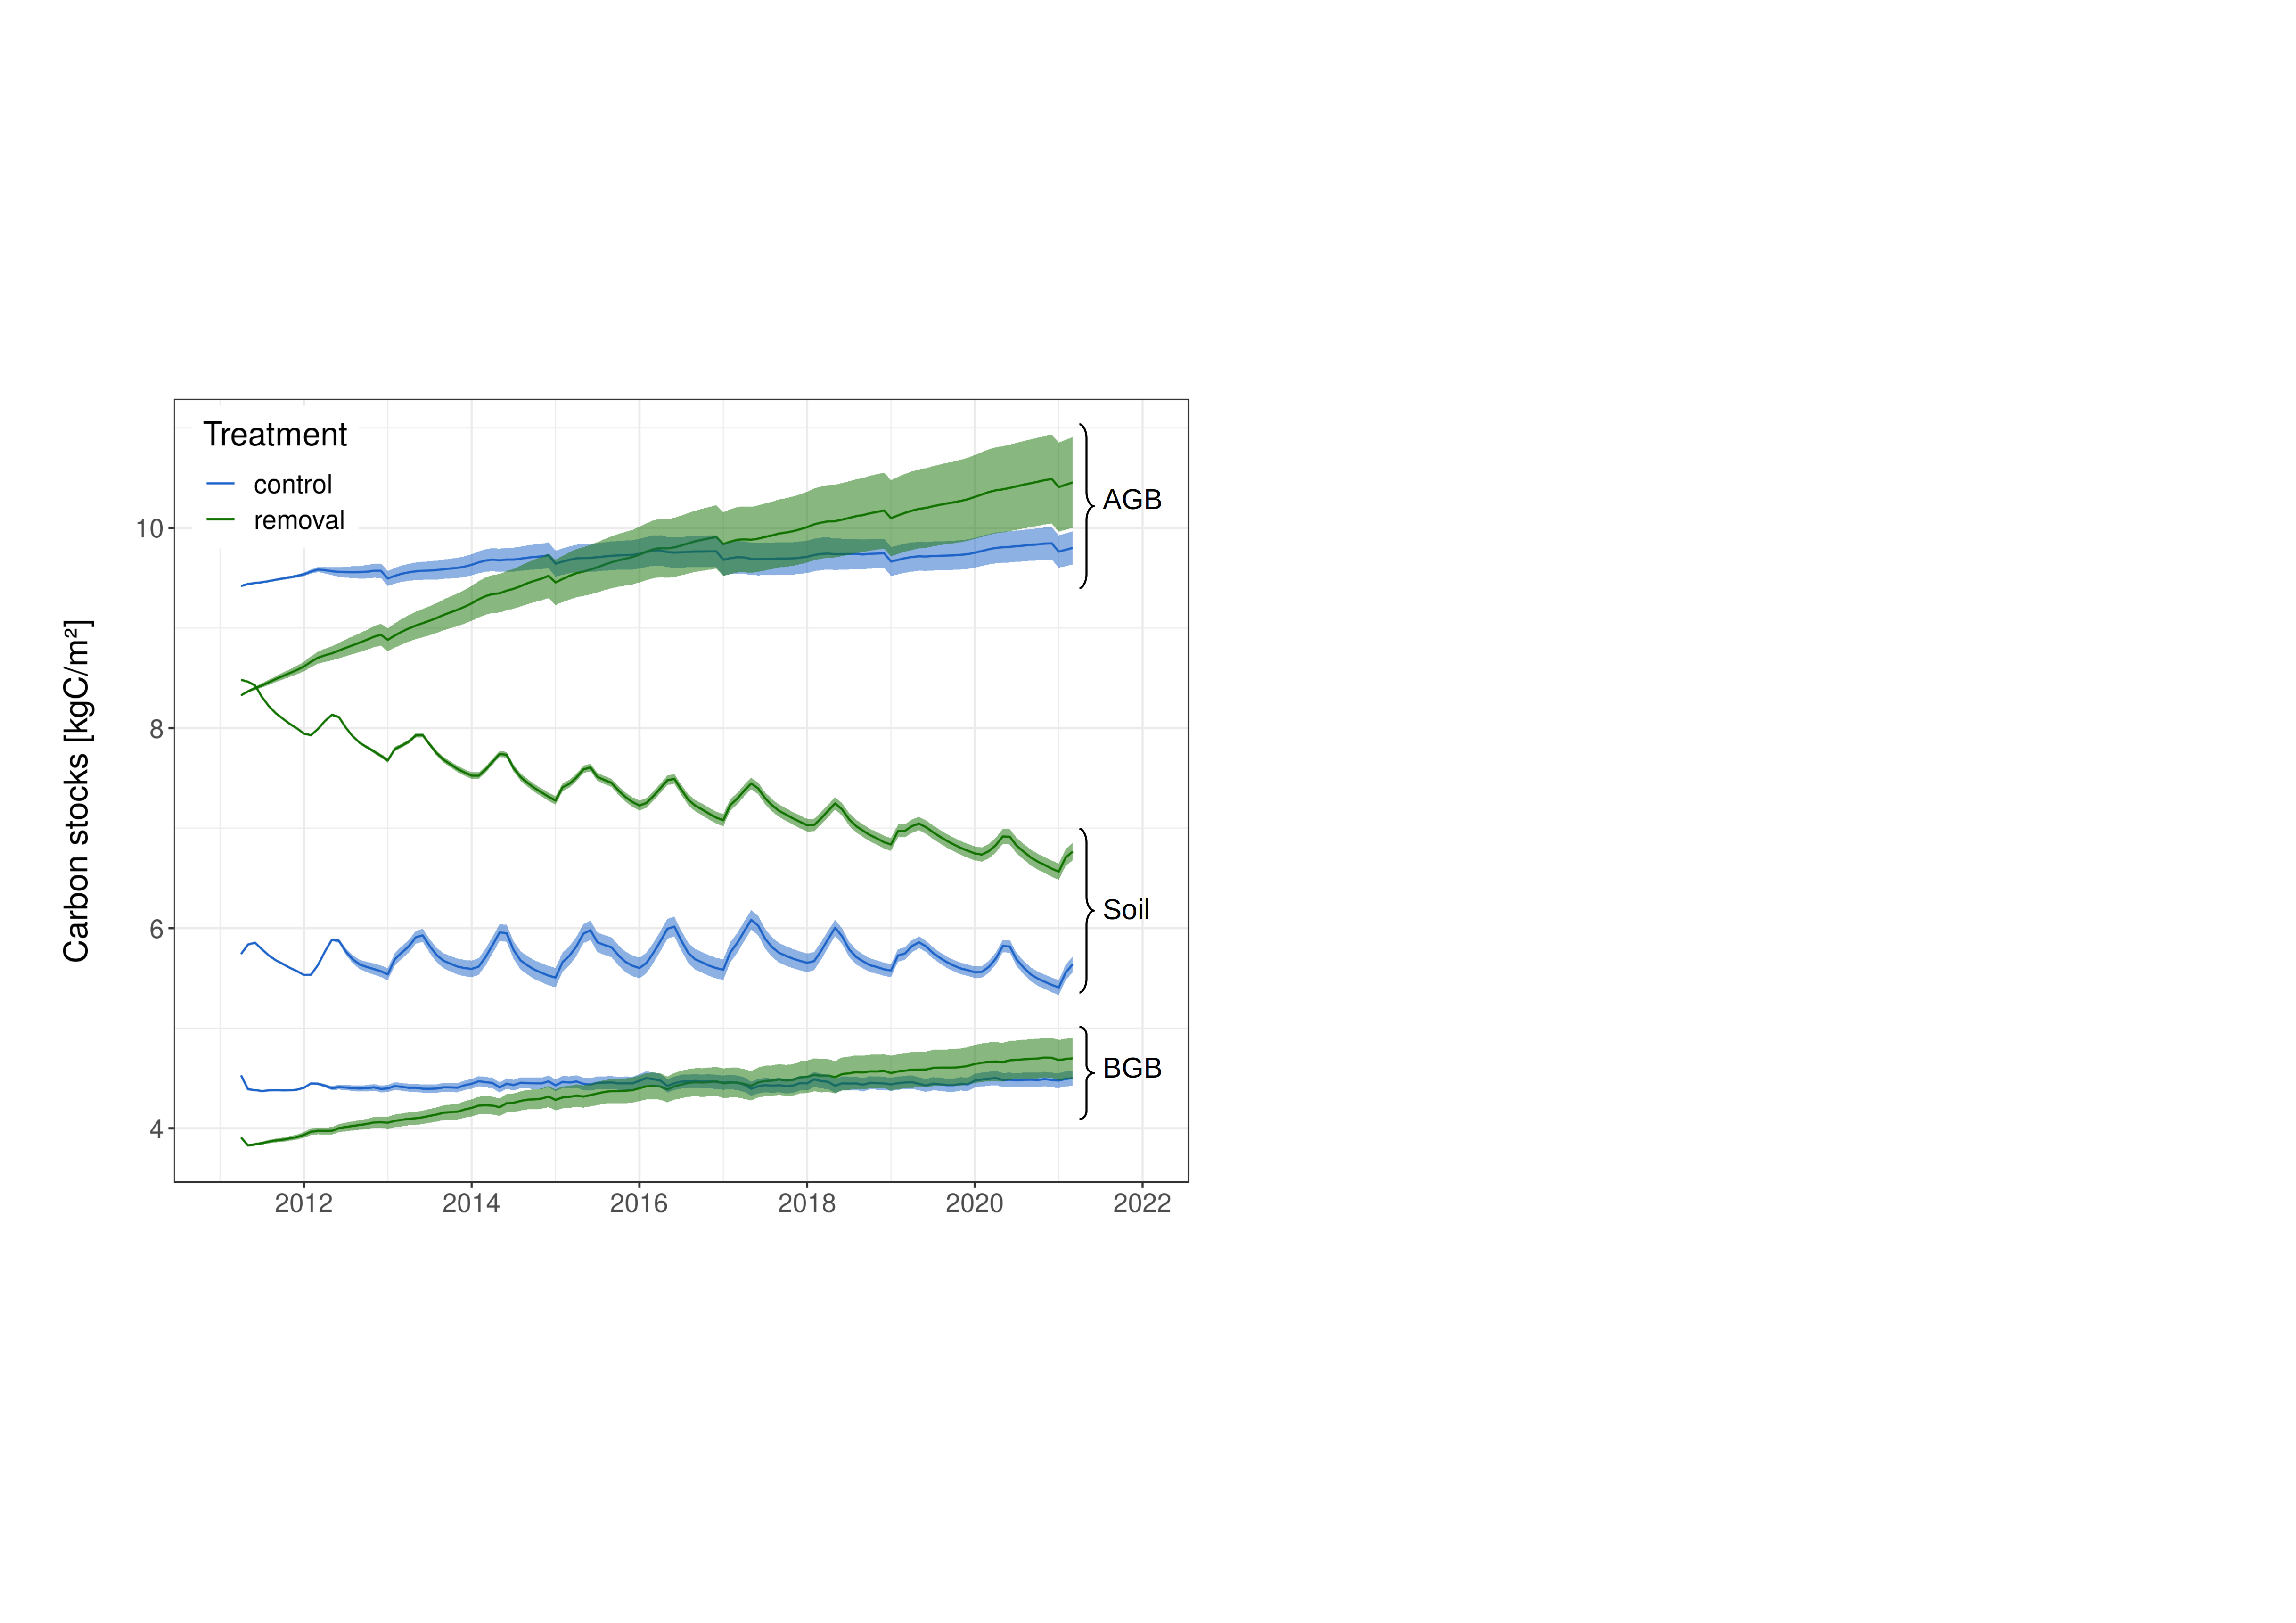 Treatment
control
removal
AGB
Soil
BGB
Carbon stocks [kgC/m²]
10
8
6
4
2012
2014
2016
2018
2020
2022